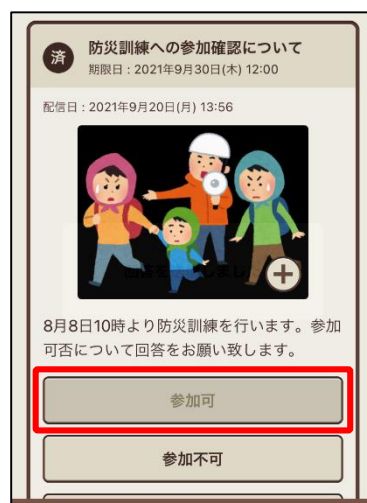 済
防災訓練への参加確認について
期限日：2021年9月30日(木) 12:00
配信日：2021年9月20日(月) 13:56
8月8日10時より防災訓練を行います。参加
可否について回答をお願い致します。
参加可
参加不可